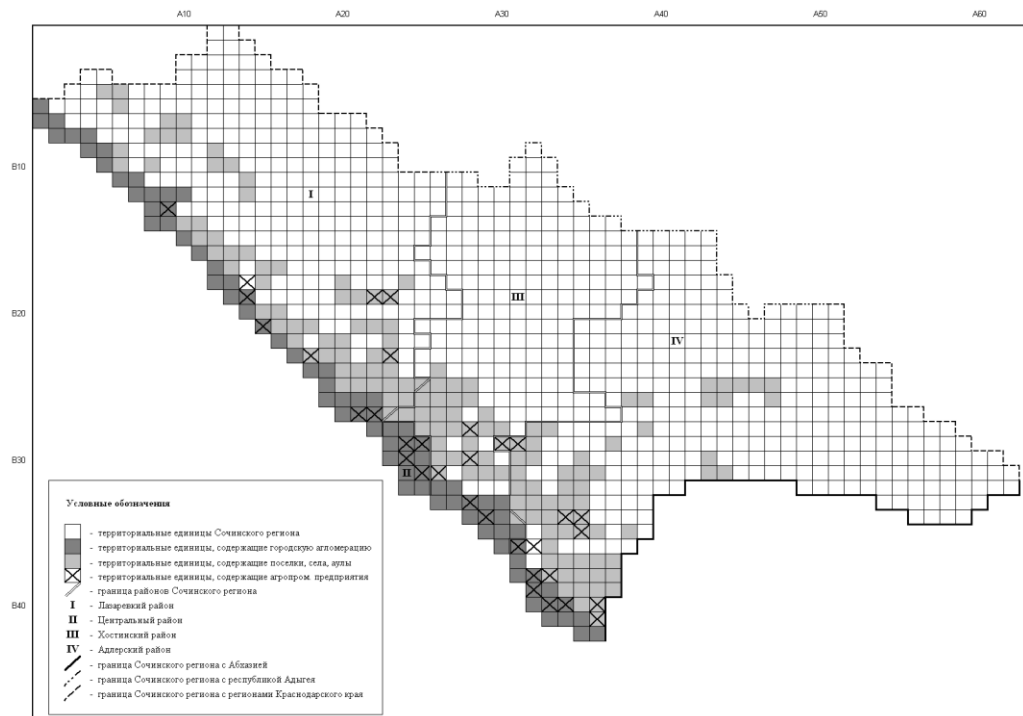 A10 A20 A30 A40 A50 A60
B10
I
III
B20
IV
B30
II
Условные обозначения
- территориальные единицы Сочинского региона
- территориальные единицы, содержащие городскую агломерацию
- территориальные единицы, содержащие поселки, села, аулы
- территориальные единицы, содержащие агропром. предприятия
- граница районов Сочинского региона
I - Лазаревкий район
II - Центральный район
III - Хостинский район
IV - Адлерский район
- граница Сочинского региона с Абхазией
- граница Сочинского региона с республикой Адыгея
- граница Сочинского региона с регионами Краснодарского края
B40